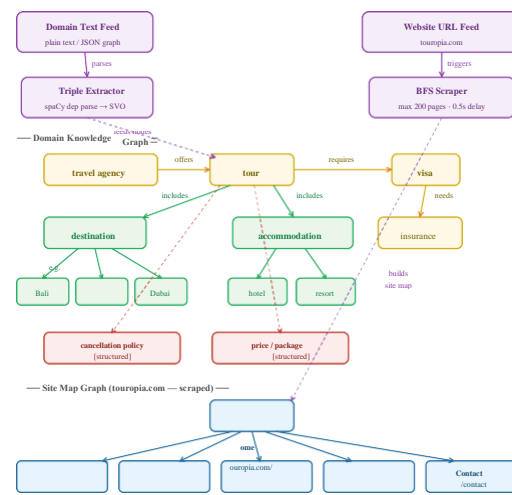 Domain Text Feed
plain text / JSON graph
Website URL Feed
touropia.com
parses
triggers
Triple Extractor
spaCy dep parse → SVO
BFS Scraper
max 200 pages · 0.5s delay
── Domain Knowledge Graph ─
travel agency
offers
tour
requires
visa
includes
includes
needs
destination
accommodation
insurance
e.g.
Bali
Dubai
hotel
resort
builds
site map
cancellation policy
[structured]
price / package
[structured]
── Site Map Graph (touropia.com — scraped) ──
ome
ouropia.com/
Contact
/contact